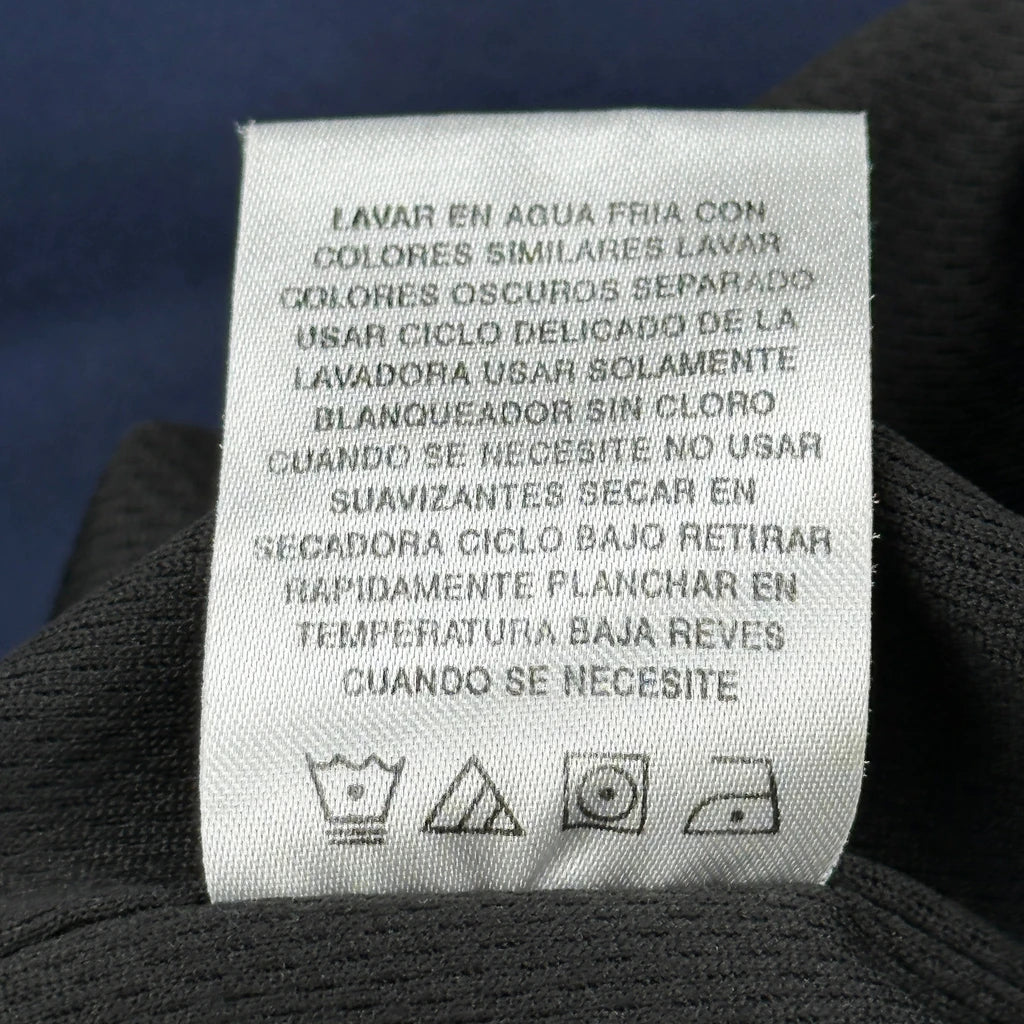 LAVAR EN AGUA FRIA CON
COLORES SIMILARES LAVAR
COLORES OSCUROS SEPARADO
USAR CICLO DELICADO DE LA
LAVADORA USAR SOLAMENTE
BLANQUEADOR SIN CLORO
CUANDO SE NECESITE NO USAR
SUAVIZANTES SECAR EN
SECADORA CICLO BAJO RETIRAR
RAPIDAMENTE PLANCHAR EN
TEMPERATURA BAJA REVES
CUANDO SE NECESITE